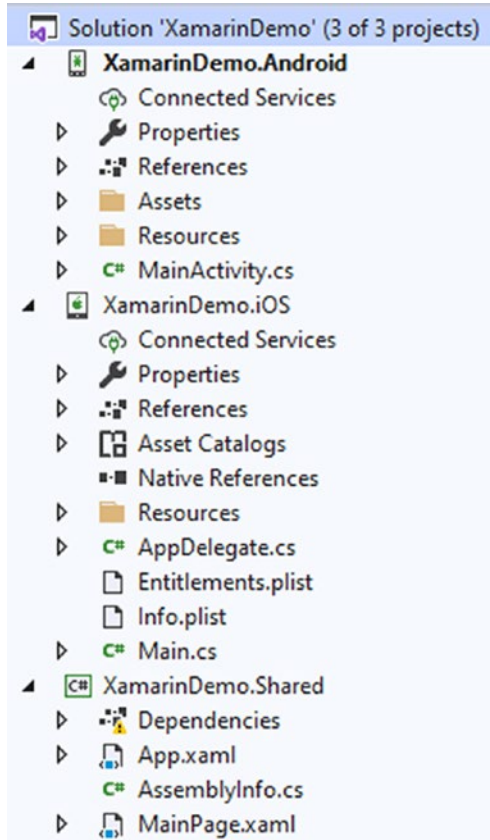 Solution 'XamarinDemo' (3 of 3 projects)
XamarinDemo.Android
Connected Services
Properties
References
Assets
Resources
C# MainActivity.cs
XamarinDemo.iOS
Connected Services
Properties
References
Asset Catalogs
Native References
Resources
C# AppDelegate.cs
Entitlements.plist
Info.plist
C# Main.cs
C# XamarinDemo.Shared
Dependencies
App.xaml
C# AssemblyInfo.cs
MainPage.xaml